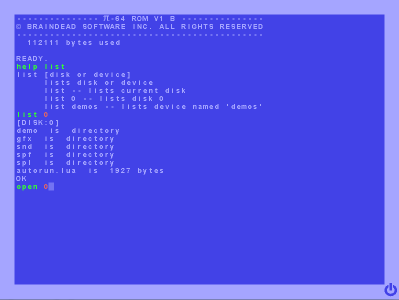 --------------- π-64 ROM V1 B ---------------
© BRAINDEAD SOFTWARE INC. ALL RIGHTS RESERVED
---------------------------------------------
112111 bytes used
READY.
help list
list [disk or device]
lists disk or device
list -- lists current disk
list 0 -- lists disk 0
list demos -- lists device named 'demos'
list 0
[DISK:0]
demo is directory
gfx is directory
snd is directory
spf is directory
spl is directory
autorun.lua is 1927 bytes
OK
open 0